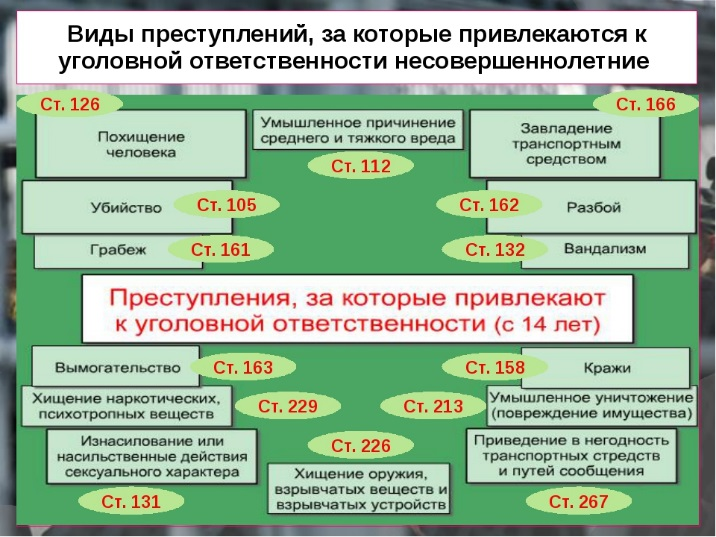 Виды преступлений, за которые привлекаются к
уголовной ответственности несовершеннолетние
Ст. 126
Ст. 166
Похищение
человека
Умышленное причинение
среднего и тяжкого вреда
Завладение
транспортным
средством
Ст. 112
Убийство
Ст. 105
Ст. 162
Разбой
Грабеж
Ст. 161
Ст. 132
Вандализм
Преступления, за которые привлекают
к уголовной ответственности (с 14 лет)
Вымогательство
Ст. 163
Ст. 158
Кражи
Хищение наркотических,
психотропных веществ
Ст. 229
Ст. 213
Умышленное уничтожение
(повреждение имущества)
Изнасилование или
насильственные действия
сексуального характера
Ст. 226
Приведение в негодность
транспортных стредств
и путей сообщения
Хищение оружия,
взрывчатых веществ и
взрывчатых устройств
Ст. 131
Ст. 267